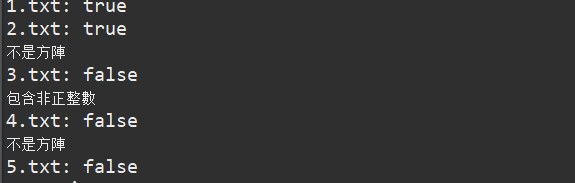 1.txt: true
2.txt: true
不是方陣
3.txt: false
包含非正整數
4.txt: false
不是方陣
5.txt: false